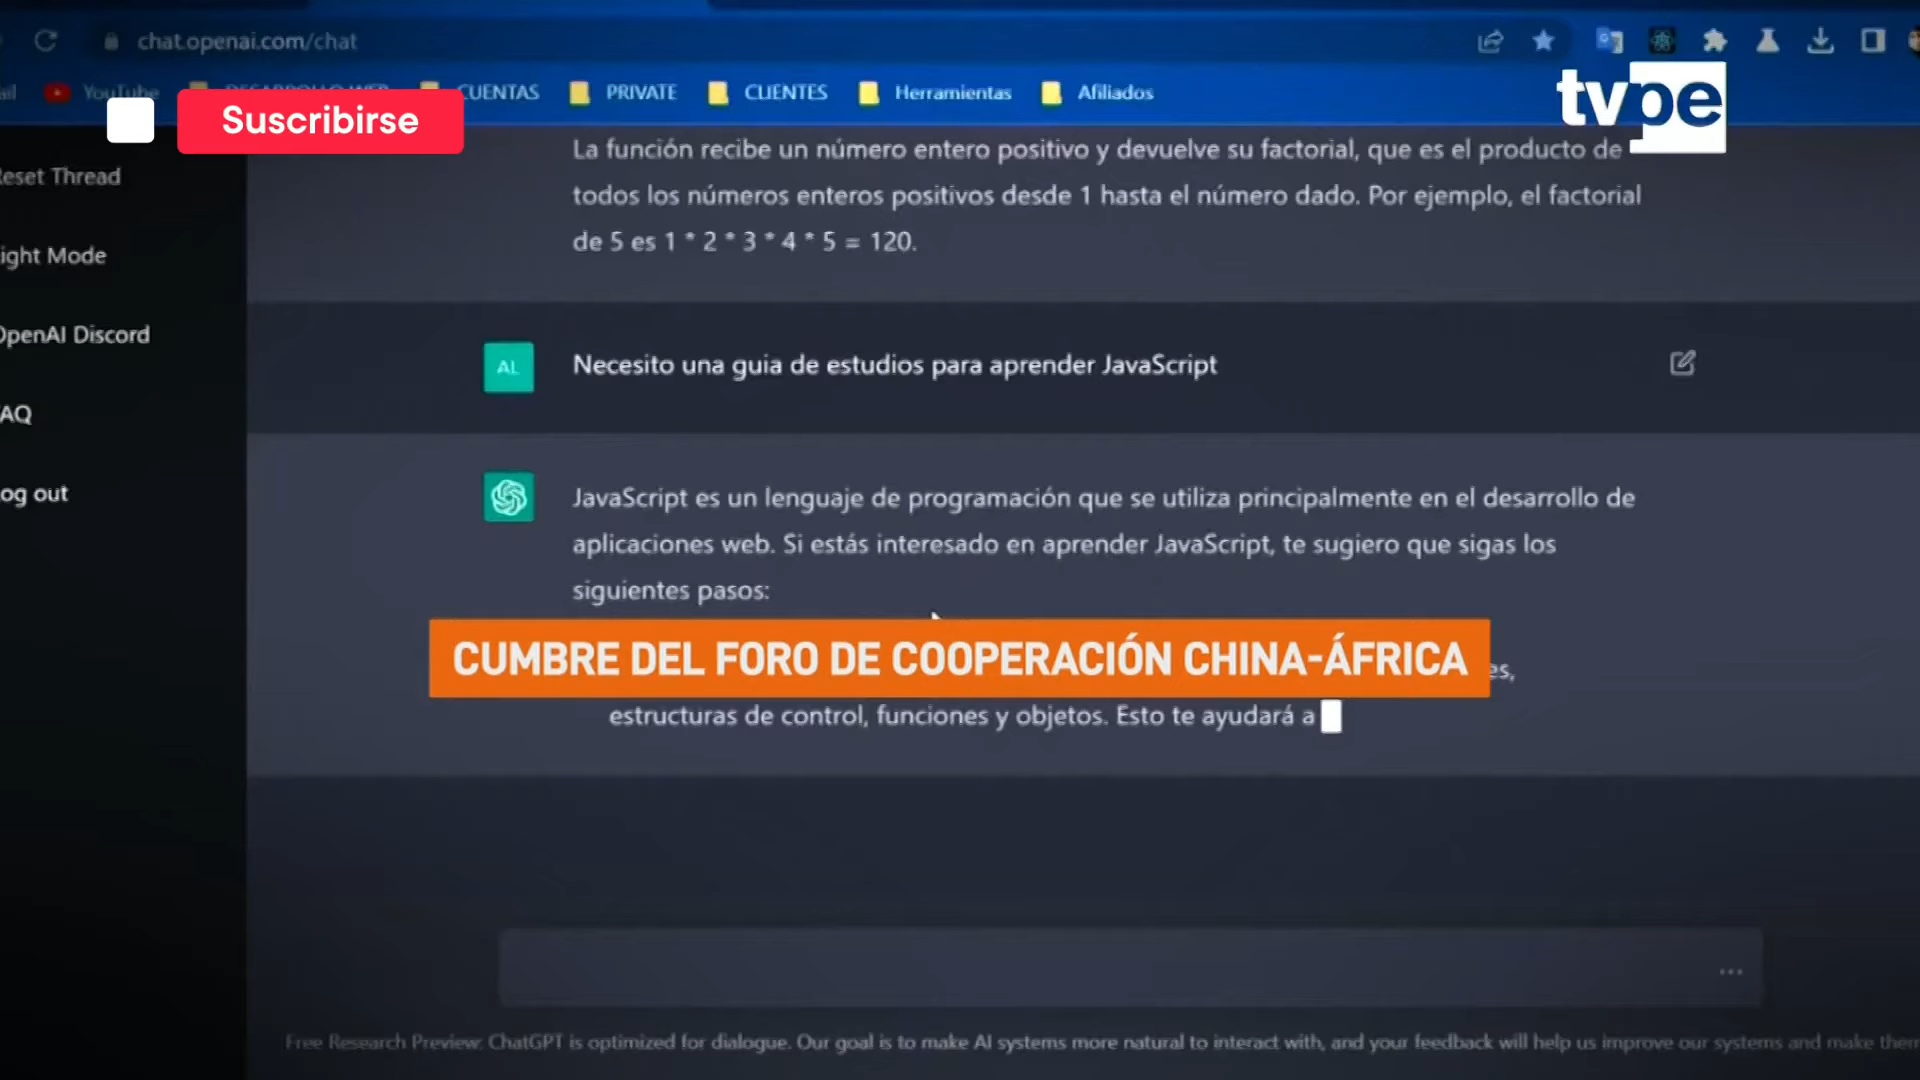 chat.openai.com/chat
YouTube
CUENTAS
PRIVATE
CLIENTES
Herramientas
Afiliados
Suscribirse
tvpe
La función recibe un número entero positivo y devuelve su factorial, que es el producto de
todos los números enteros positivos desde 1 hasta el número dado. Por ejemplo, el factorial
de 5 es 1 * 2 * 3 * 4 * 5 = 120.
eset Thread
ight Mode
OpenAI Discord
AQ
og out
AL
Necesito una guia de estudios para aprender JavaScript
JavaScript es un lenguaje de programación que se utiliza principalmente en el desarrollo de
aplicaciones web. Si estás interesado en aprender JavaScript, te sugiero que sigas los
siguientes pasos:
CUMBRE DEL FORO DE COOPERACIÓN CHINA-ÁFRICA
es,
estructuras de control, funciones y objetos. Esto te ayudará a
Free Research Preview: ChatGPT is optimized for dialogue. Our goal is to make AI systems more natural to interact with, and your feedback will help us improve our systems and make them